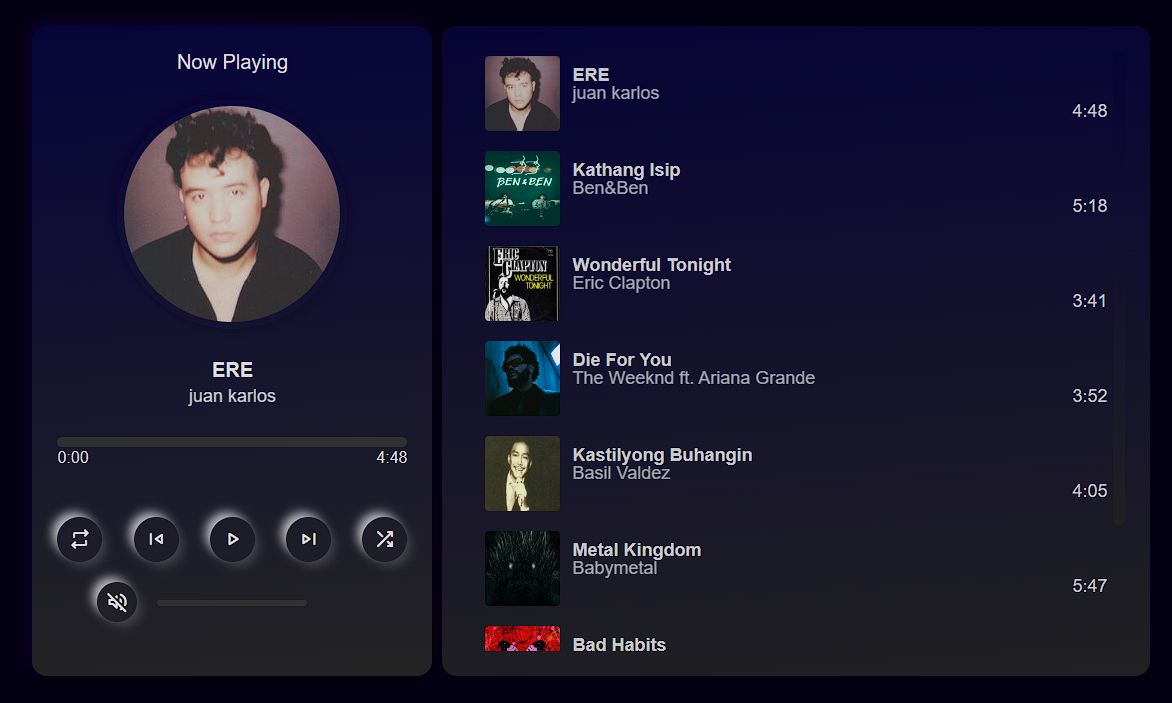 Now Playing
ERE
juan karlos
0:00
4:48
ERE
juan karlos
4:48
BEN&BEN
Kathang Isip
Ben&Ben
5:18
ERIC
CLAPTON
WONDERFUL
TONIGHT
Wonderful Tonight
Eric Clapton
3:41
Die For You
The Weeknd ft. Ariana Grande
3:52
Kastilyong Buhangin
Basil Valdez
4:05
Metal Kingdom
Babymetal
5:47
Bad Habits